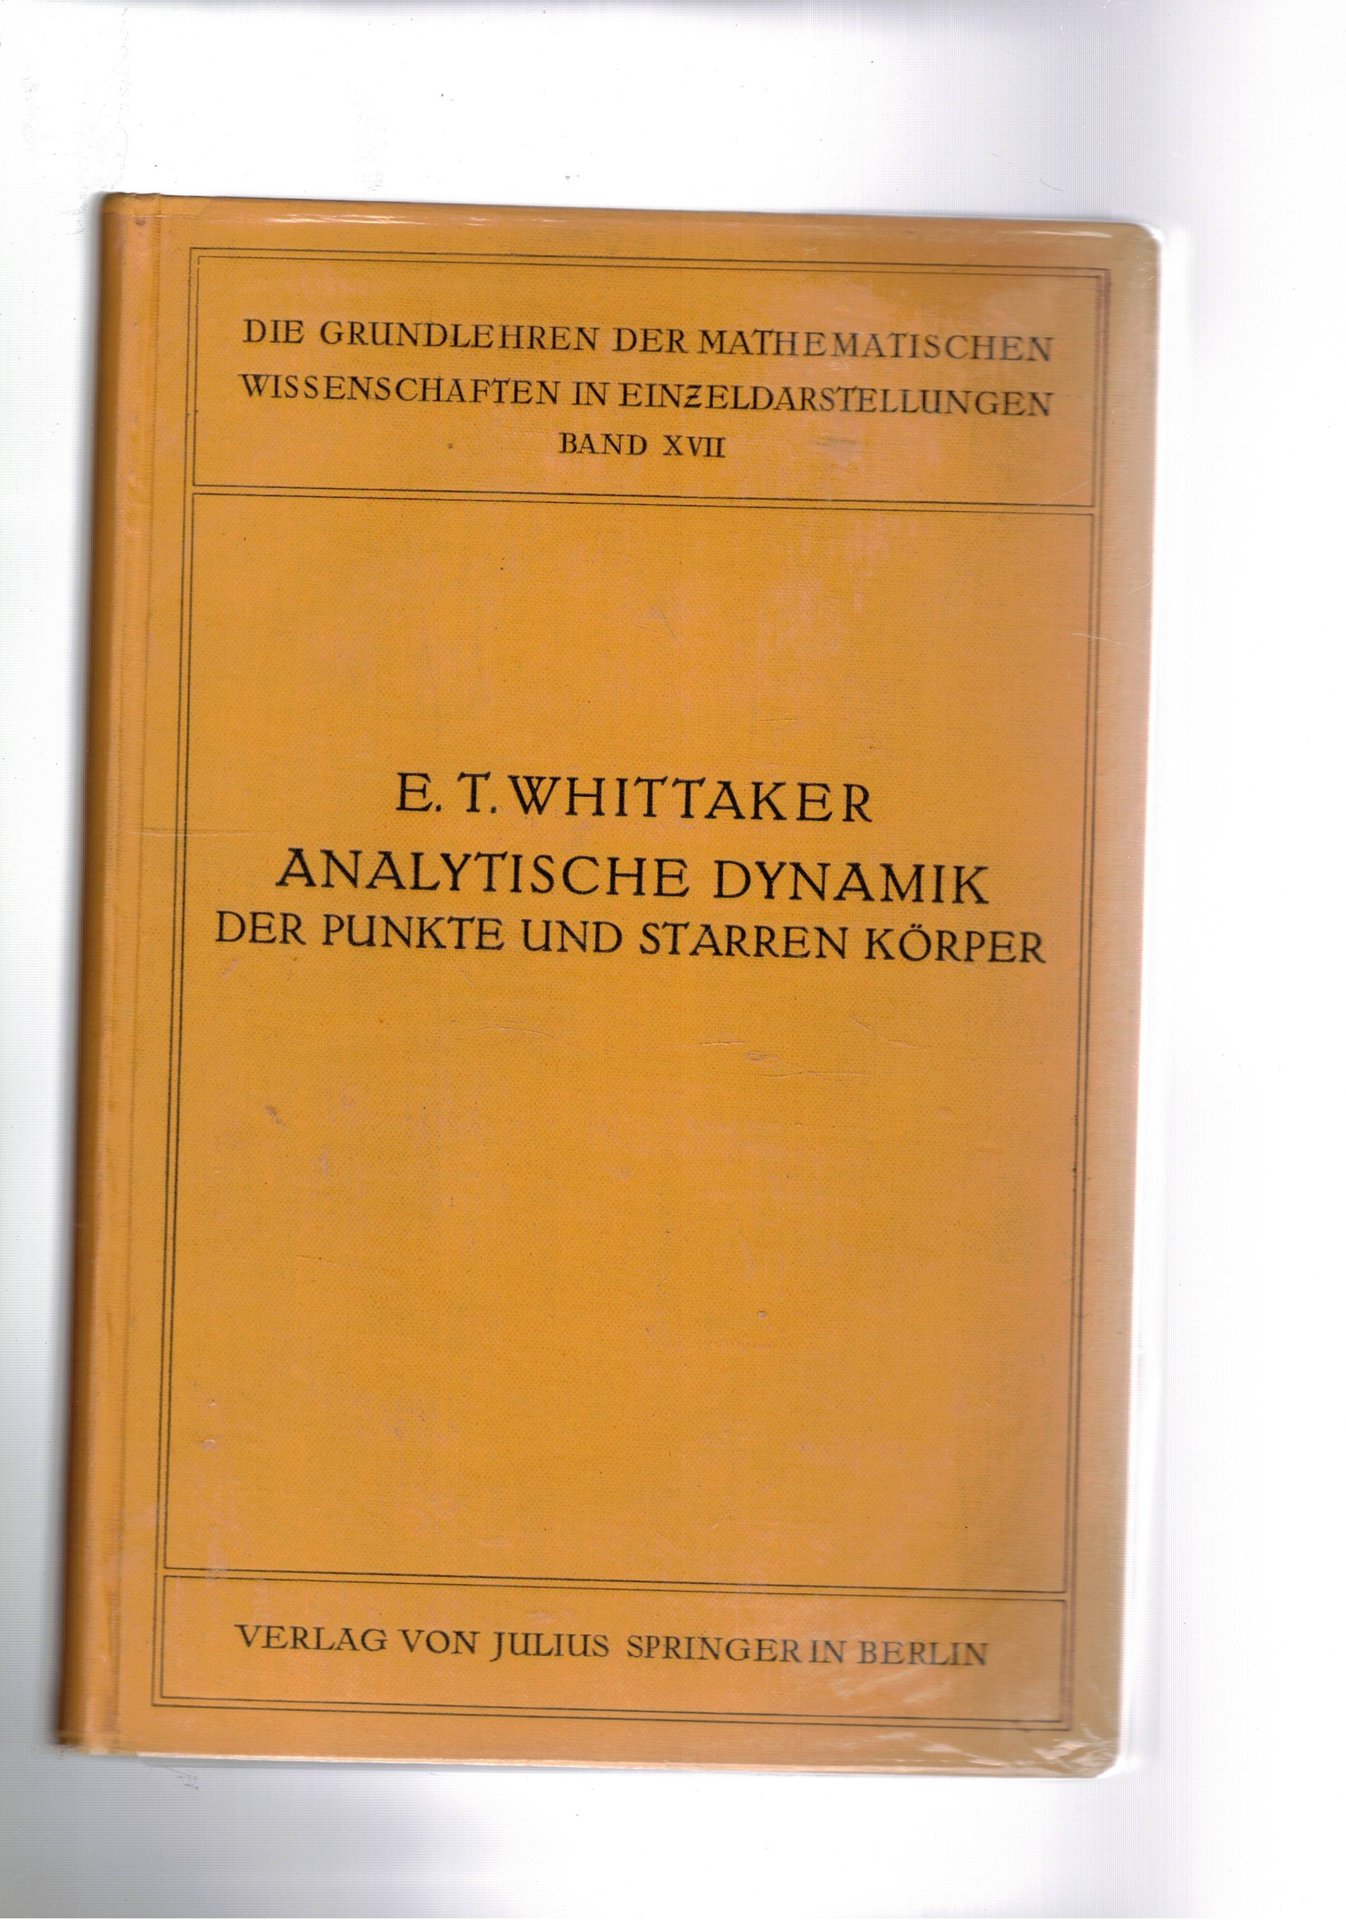 DIE GRUNDLEHREN DER MATHEMATISCHEN
WISSENSCHAFTEN IN EINZELDARSTELLUNGEN
BAND XVII
E. T. WHITTAKER
ANALYTISCHE DYNAMIK
DER PUNKTE UND STARREN KÖRPER
VERLAG VON JULIUS SPRINGER IN BERLIN